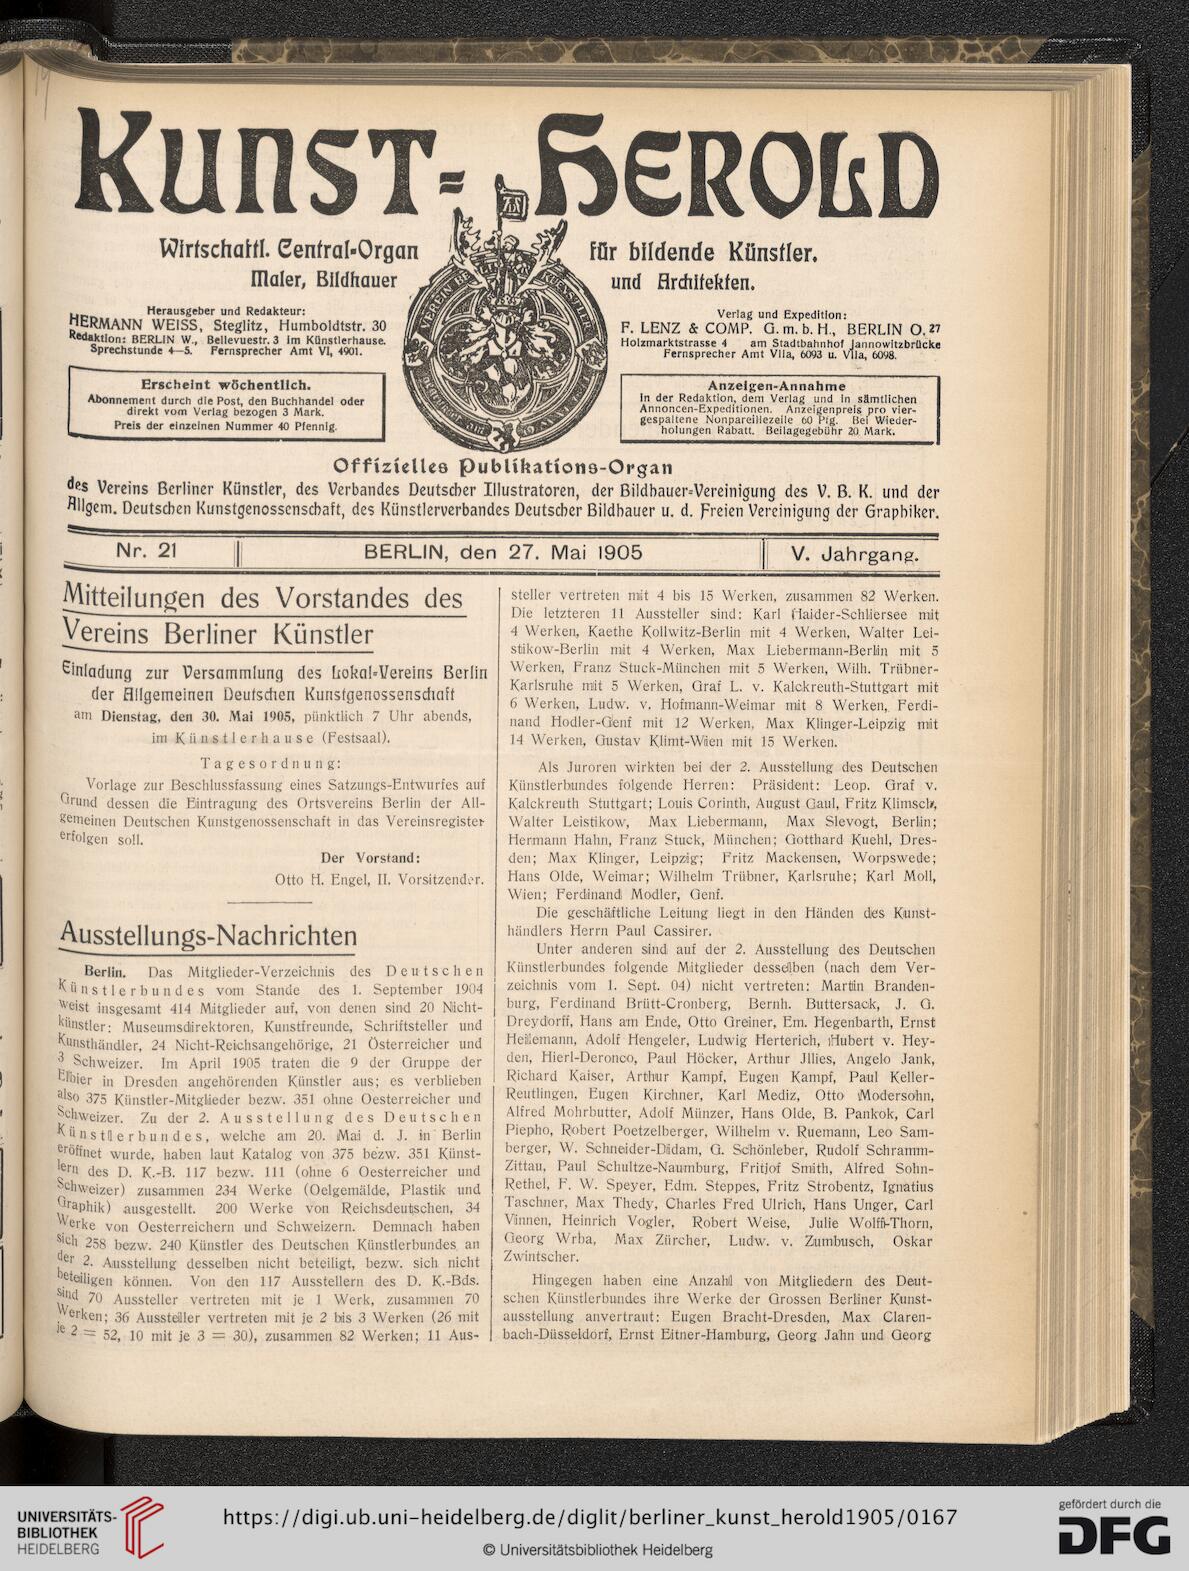 KUNST=HEROLD
Wirtschaftl. Central-Organ
für bildende Künstler.
Maler, Bildhauer
und Architekten.
Herausgeber und Redakteur:
HERMANN WEISS, Steglitz, Humboldtstr. 30
Redaktion: BERLIN W., Bellevuestr. 3 im Künstlerhause.
Sprechstunde 4—5. Fernsprecher Amt VI, 4901.
Verlag und Expedition:
F. LENZ & COMP. G. m. b. H., BERLIN O. 27
Holzmarktstrasse 4 am Stadtbahnhof Jannowitzbrücke
Fernsprecher Amt VIIa, 6093 u. VIIa, 6098.
Erscheint wöchentlich.
Abonnement durch die Post, den Buchhandel oder
direkt vom Verlag bezogen 3 Mark.
Preis der einzelnen Nummer 40 Pfennig.
Anzeigen-Annahme
in der Redaktion, dem Verlag und in sämtlichen
Annoncen-Expeditionen. Anzeigenpreis pro vier-
gespaltene Nonpareillezeile 60 Pfg. Bei Wieder-
holungen Rabatt. Beilagegebühr 20 Mark.
Offizielles Publikations-Organ
des Vereins Berliner Künstler, des Verbandes Deutscher Illustratoren, der Bildhauer=Vereinigung des V. B. K. und der
Allgem. Deutschen Kunstgenossenschaft, des Künstlerverbandes Deutscher Bildhauer u. d. Freien Vereinigung der Graphiker.
Nr. 21
BERLIN, den 27. Mai 1905
V. Jahrgang.
Mitteilungen des Vorstandes des
Vereins Berliner Künstler
Einladung zur Versammlung des Lokal=Vereins Berlin
der Allgemeinen Deutschen Kunstgenossenschaft
am Dienstag, den 30. Mai 1905, pünktlich 7 Uhr abends,
im Künstlerhause (Festsaal).
Tagesordnung:
Vorlage zur Beschlussfassung eines Satzungs-Entwurfes auf
Grund dessen die Eintragung des Ortsvereins Berlin der All-
gemeinen Deutschen Kunstgenossenschaft in das Vereinsregister
erfolgen soll.
Der Vorstand:
Otto H. Engel, II. Vorsitzender.
Ausstellungs-Nachrichten
Berlin. Das Mitglieder-Verzeichnis des Deutschen
Künstlerbundes vom Stande des 1. September 1904
weist insgesamt 414 Mitglieder auf, von denen sind 20 Nicht-
künstler: Museumsdirektoren, Kunstfreunde, Schriftsteller und
Kunsthändler, 24 Nicht-Reichsangehörige, 21 Österreicher und
3 Schweizer. Im April 1905 traten die 9 der Gruppe der
Elbier in Dresden angehörenden Künstler aus; es verblieben
also 375 Künstler-Mitglieder bezw. 351 ohne Oesterreicher und
Schweizer. Zu der 2. Ausstellung des Deutschen
Künstlerbundes, welche am 20. Mai d. J. in Berlin
eröffnet wurde, haben laut Katalog von 375 bezw. 351 Künst-
lern des D. K.-B. 117 bezw. 111 (ohne 6 Oesterreicher und
Schweizer) zusammen 234 Werke (Oelgemälde, Plastik und
Graphik) ausgestellt. 200 Werke von Reichsdeutschen, 34
Werke von Oesterreichern und Schweizern. Demnach haben
sich 258 bezw. 240 Künstler des Deutschen Künstlerbundes an
der 2. Ausstellung desselben nicht beteiligt, bezw. sich nicht
beteiligen können. Von den 117 Ausstellern des D. K.-Bds.
sind 70 Aussteller vertreten mit je 1 Werk, zusammen 70
Werken; 36 Aussteller vertreten mit je 2 bis 3 Werken (26 mit
je 2 = 52, 10 mit je 3 = 30), zusammen 82 Werken; 11 Aus-
steller vertreten mit 4 bis 15 Werken, zusammen 82 Werken.
Die letzteren 11 Aussteller sind: Karl Haider-Schliersee mit
4 Werken, Kaethe Kollwitz-Berlin mit 4 Werken, Walter Lei-
stikow-Berlin mit 4 Werken, Max Liebermann-Berlin mit 5
Werken, Franz Stuck-München mit 5 Werken, Wilh. Trübner-
Karlsruhe mit 5 Werken, Graf L. v. Kalckreuth-Stuttgart mit
6 Werken, Ludw. v. Hofmann-Weimar mit 8 Werken, Ferdi-
nand Hodler-Genf mit 12 Werken, Max Klinger-Leipzig mit
14 Werken, Gustav Klimt-Wien mit 15 Werken.
Als Juroren wirkten bei der 2. Ausstellung des Deutschen
Künstlerbundes folgende Herren: Präsident: Leop. Graf v.
Kalckreuth Stuttgart; Louis Corinth, August Gaul, Fritz Klimsch,
Walter Leistikow, Max Liebermann, Max Slevogt, Berlin;
Hermann Hahn, Franz Stuck, München; Gotthard Kuehl, Dres-
den; Max Klinger, Leipzig; Fritz Mackensen, Worpswede;
Hans Olde, Weimar; Wilhelm Trübner, Karlsruhe; Karl Moll,
Wien; Ferdinand Modler, Genf.
Die geschäftliche Leitung liegt in den Händen des Kunst-
händlers Herrn Paul Cassirer.
Unter anderen sind auf der 2. Ausstellung des Deutschen
Künstlerbundes folgende Mitglieder desselben (nach dem Ver-
zeichnis vom 1. Sept. 04) nicht vertreten: Martin Branden-
burg, Ferdinand Brütt-Cronberg, Bernh. Buttersack, J. G.
Dreydorff, Hans am Ende, Otto Greiner, Em. Hegenbarth, Ernst
Heilemann, Adolf Hengeler, Ludwig Herterich, Hubert v. Hey-
den, Hierl-Deronco, Paul Höcker, Arthur Jllies, Angelo Jank,
Richard Kaiser, Arthur Kampf, Eugen Kampf, Paul Keller-
Reutlingen, Eugen Kirchner, Karl Mediz, Otto Modersohn,
Alfred Mohrbutter, Adolf Münzer, Hans Olde, B. Pankok, Carl
Piepho, Robert Poetzelberger, Wilhelm v. Ruemann, Leo Sam-
berger, W. Schneider-Didam, G. Schönleber, Rudolf Schramm-
Zittau, Paul Schultze-Naumburg, Fritjof Smith, Alfred Sohn-
Rethel, F. W. Speyer, Edm. Steppes, Fritz Strobentz, Ignatius
Taschner, Max Thedy, Charles Fred Ulrich, Hans Unger, Carl
Vinnen, Heinrich Vogler, Robert Weise, Julie Wolff-Thorn,
Georg Wrba, Max Zürcher, Ludw. v. Zumbusch, Oskar
Zwintscher.
Hingegen haben eine Anzahl von Mitgliedern des Deut-
schen Künstlerbundes ihre Werke der Grossen Berliner Kunst-
ausstellung anvertraut: Eugen Bracht-Dresden, Max Claren-
bach-Düsseldorf, Ernst Eitner-Hamburg, Georg Jahn und Georg
UNIVERSITÄTS-
BIBLIOTHEK
HEIDELBERG
https://digi.ub.uni-heidelberg.de/diglit/berliner_kunst_herold1905/0167
© Universitätsbibliothek Heidelberg
gefördert durch die
DFG